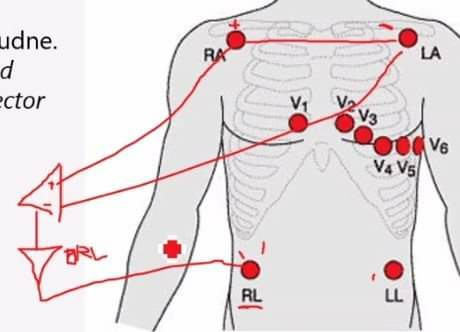 udne.
d
ector
+
-
RA
LA
V1
V2
V3
V4
V5
V6
+
-
RL
RL
LL